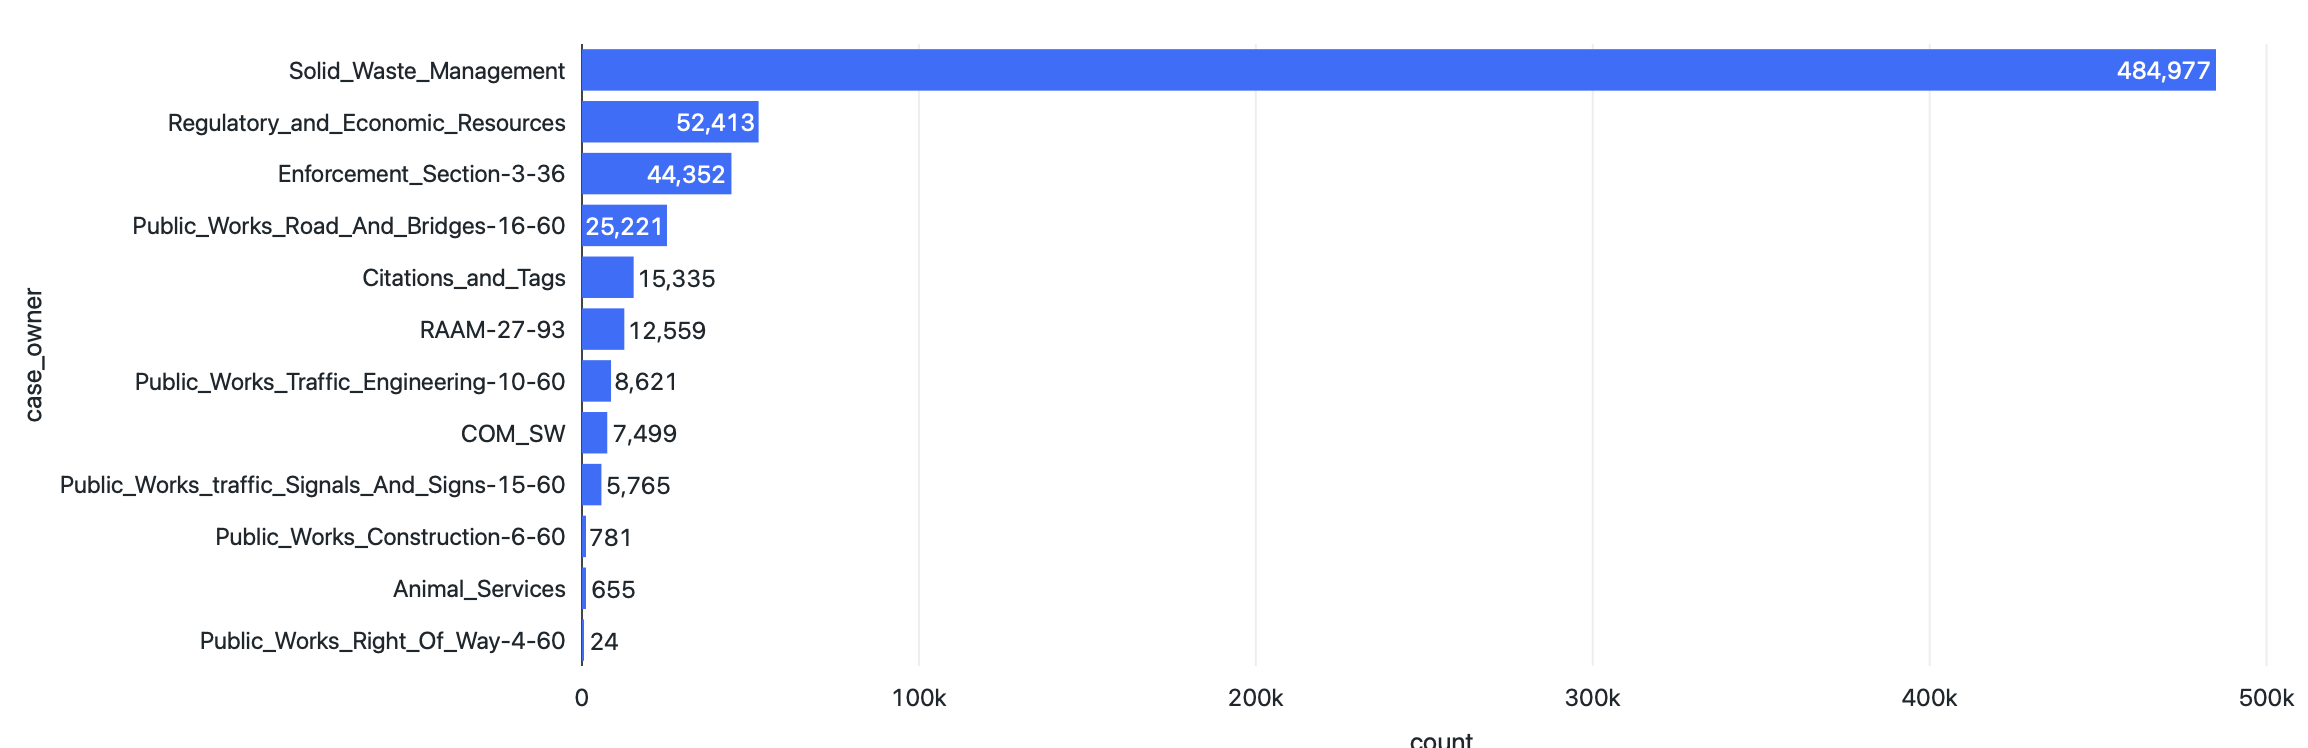 Solid_Waste_Management 484,977
Regulatory_and_Economic_Resources 52,413
Enforcement_Section-3-36 44,352
Public_Works_Road_And_Bridges-16-60 25,221
Citations_and_Tags 15,335
RAAM-27-93 12,559
Public_Works_Traffic_Engineering-10-60 8,621
COM_SW 7,499
Public_Works_traffic_Signals_And_Signs-15-60 5,765
Public_Works_Construction-6-60 781
Animal_Services 655
Public_Works_Right_Of_Way-4-60 24
case_owner
0 100k 200k 300k 400k 500k
count